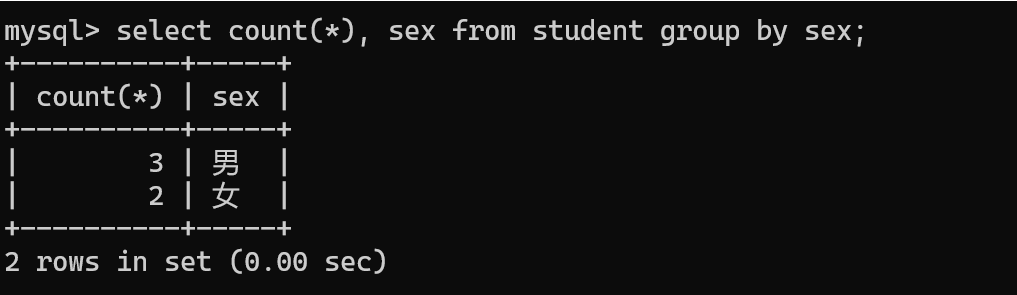 mysql> select count(*), sex from student group by sex;
+----------+-----+
| count(*) | sex |
+----------+-----+
|        3 | 男  |
|        2 | 女  |
+----------+-----+
2 rows in set (0.00 sec)